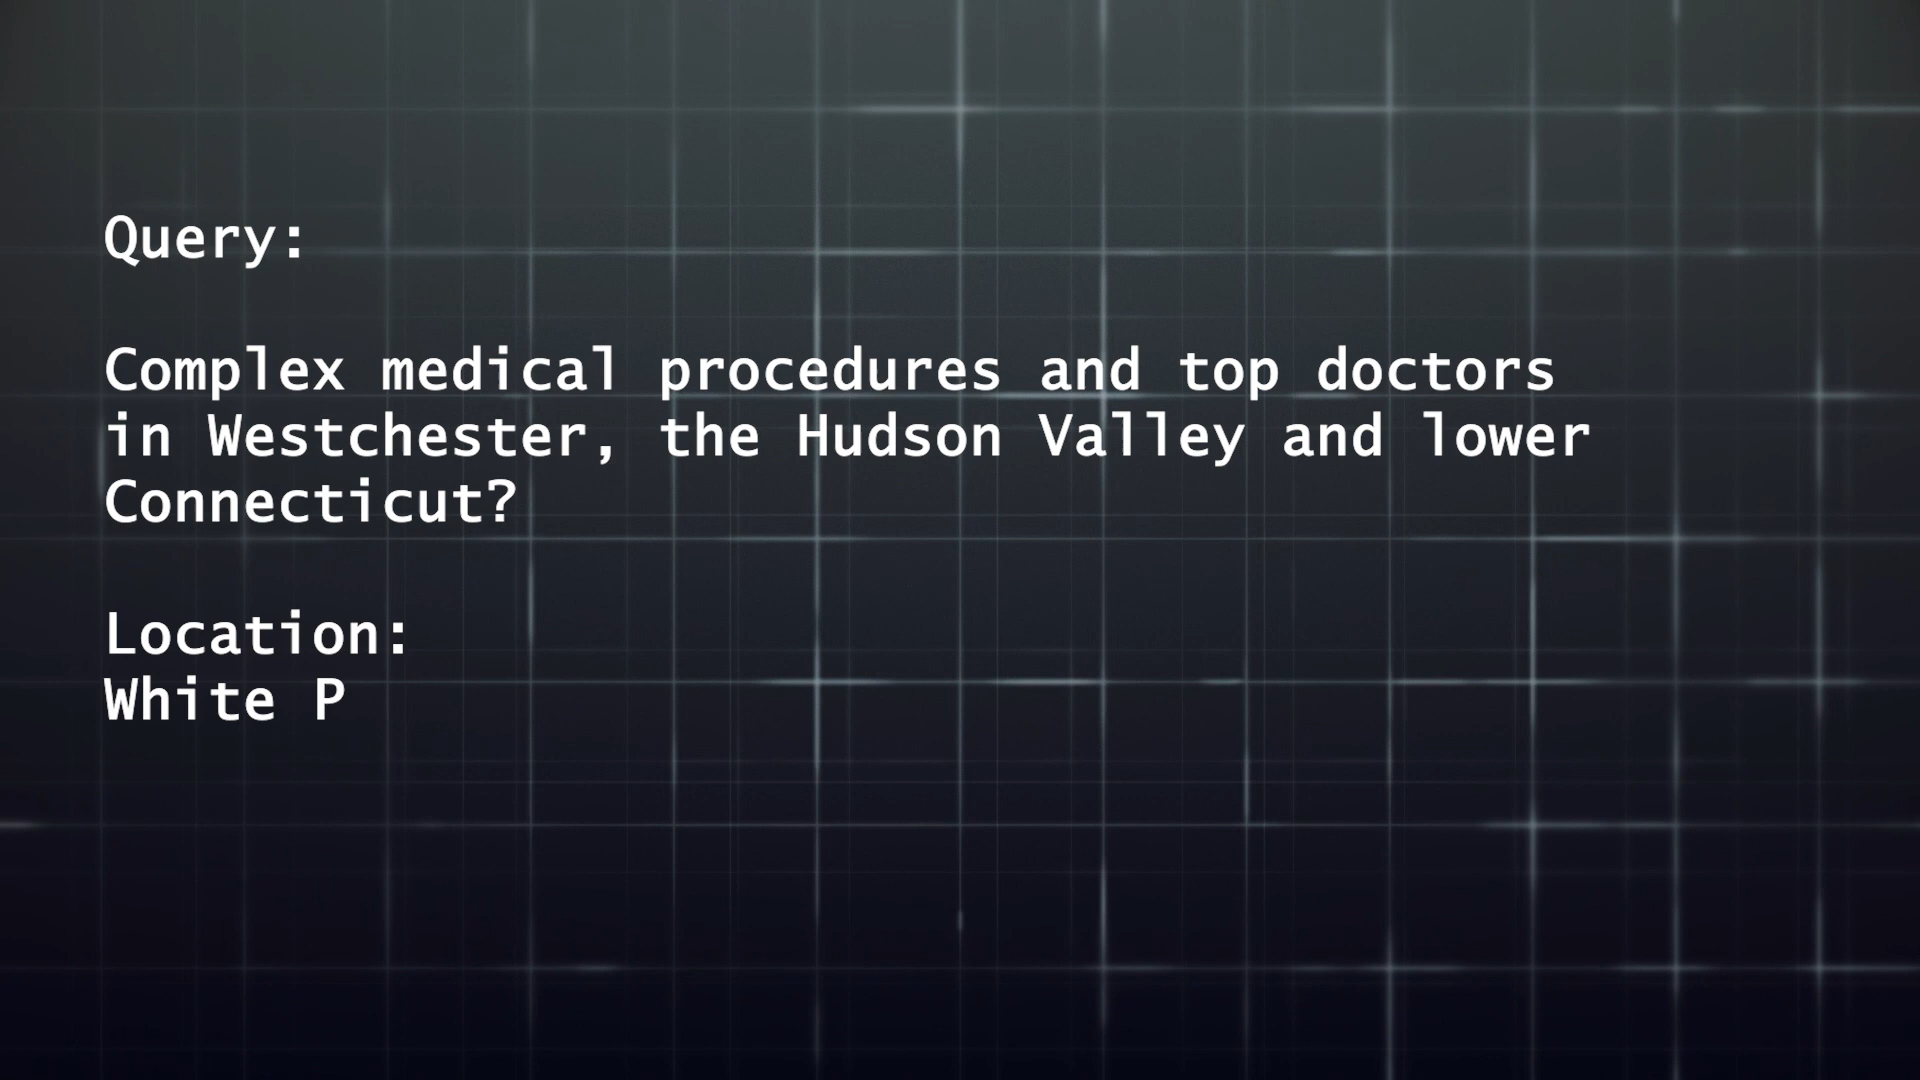 Query:
Complex medical procedures and top doctors
in Westchester, the Hudson Valley and lower
Connecticut?
Location:
White P